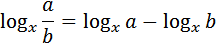 logₓ a/b = logₓ a − logₓ b